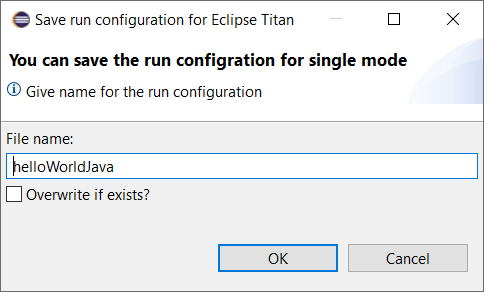 Save run configuration for Eclipse Titan
You can save the run configration for single mode
Give name for the run configuration
File name:
helloWorldJava
Overwrite if exists?
OK
Cancel